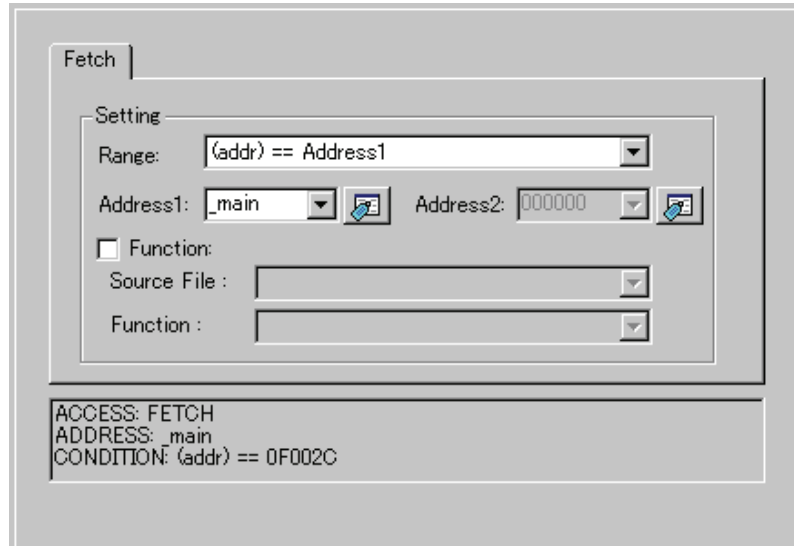 Fetch
Setting
Range: (addr) == Address1
Address1: _main Address2: 000000
Function:
Source File :
Function :
ACCESS: FETCH
ADDRESS: _main
CONDITION: (addr) == 0F002C